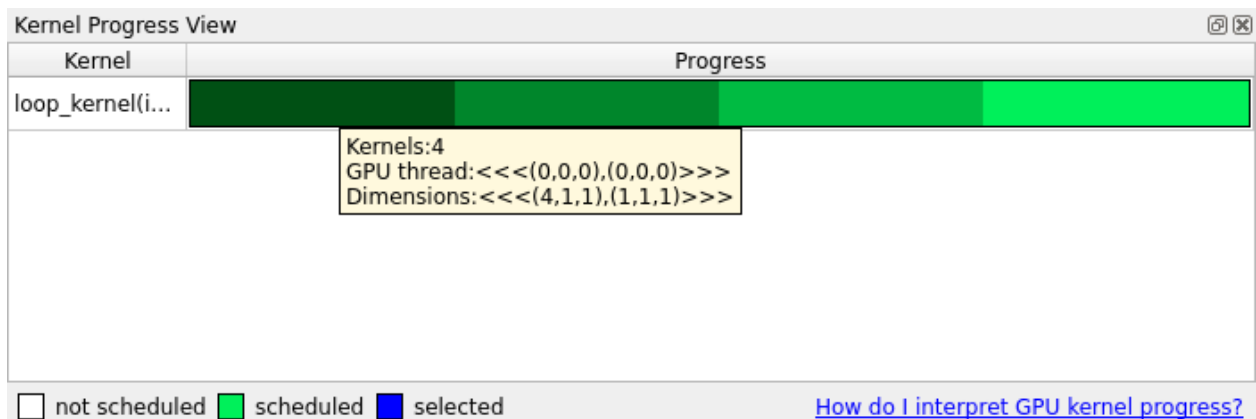 Kernel Progress View
Kernel Progress
loop_kernel(i...
Kernels:4
GPU thread:<<<(0,0,0),(0,0,0)>>>
Dimensions:<<<(4,1,1),(1,1,1)>>>
not scheduled scheduled selected How do I interpret GPU kernel progress?